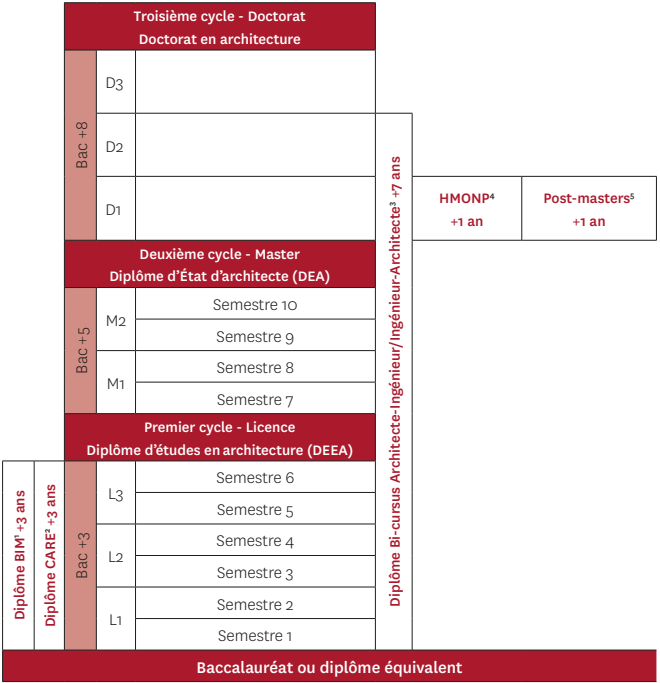 Troisième cycle - Doctorat
Doctorat en architecture
Bac +8
D3
D2
D1
Diplôme Bi-cursus Architecte-Ingénieur/Ingénieur-Architecte³ +7 ans
HMONP⁴
+1 an
Post-masters⁵
+1 an
Deuxième cycle - Master
Diplôme d'État d'architecte (DEA)
Bac +5
M2
Semestre 10
Semestre 9
M1
Semestre 8
Semestre 7
Premier cycle - Licence
Diplôme d'études en architecture (DEEA)
Diplôme BIM¹ +3 ans
Diplôme CARE² +3 ans
Bac +3
L3
Semestre 6
Semestre 5
L2
Semestre 4
Semestre 3
L1
Semestre 2
Semestre 1
Baccalauréat ou diplôme équivalent